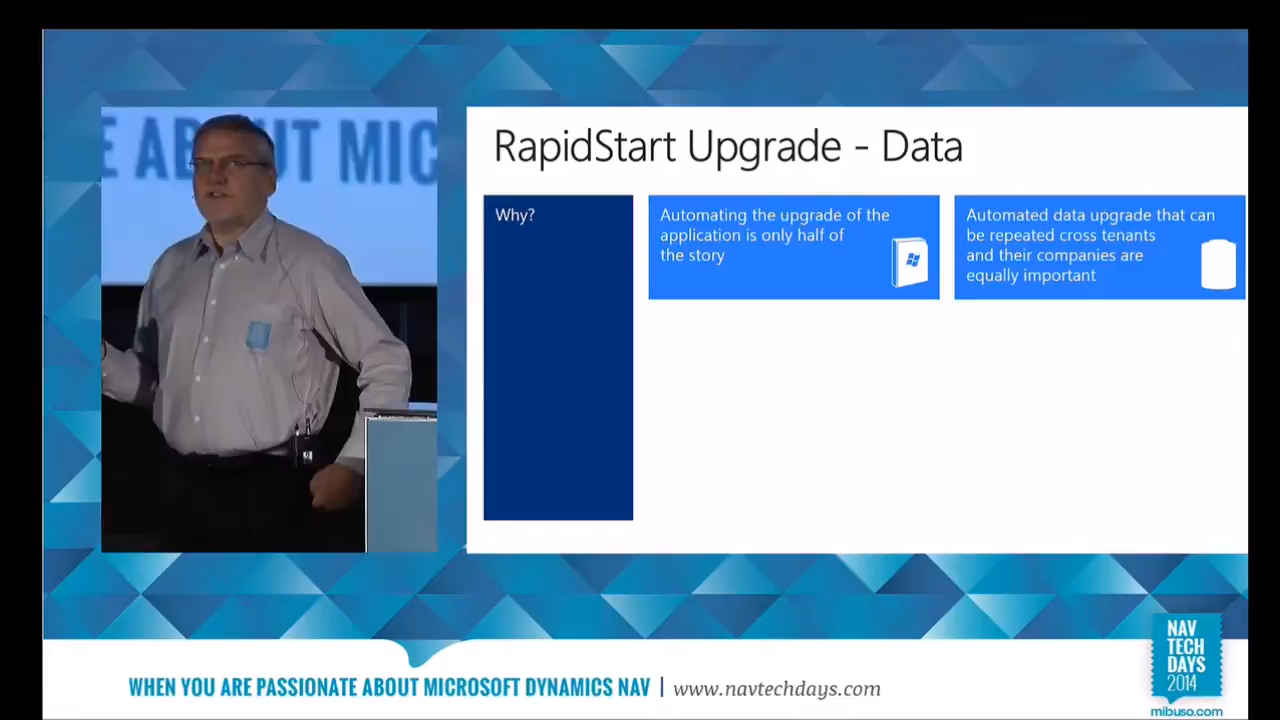 E ABOUT MIC
RapidStart Upgrade - Data
Why?
Automating the upgrade of the
application is only half of
the story
Automated data upgrade that can
be repeated cross tenants
and their companies are
equally important
WHEN YOU ARE PASSIONATE ABOUT MICROSOFT DYNAMICS NAV | www.navtechdays.com
NAV
TECH
DAYS
2014
mibuso.com